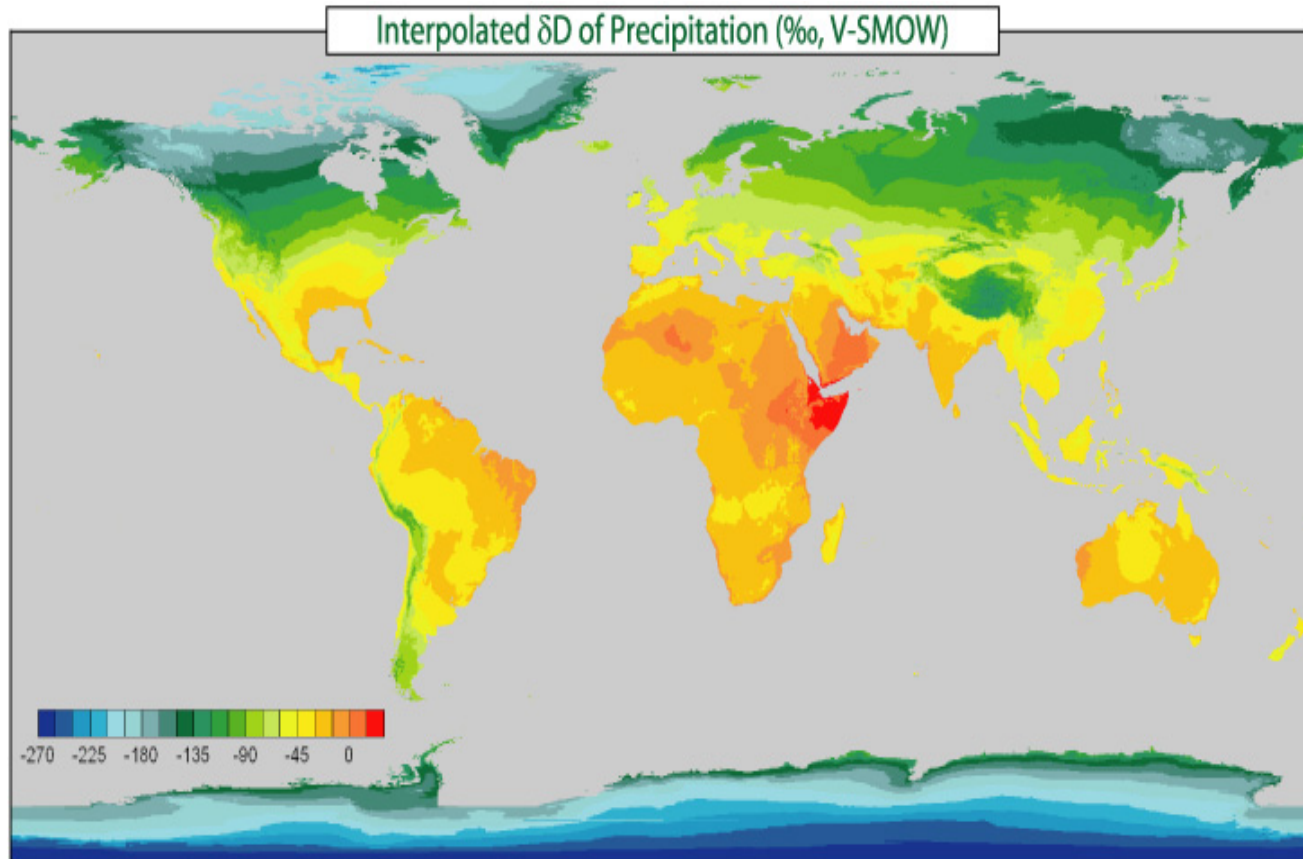 Interpolated δD of Precipitation (‰, V-SMOW)
-270 -225 -180 -135 -90 -45 0